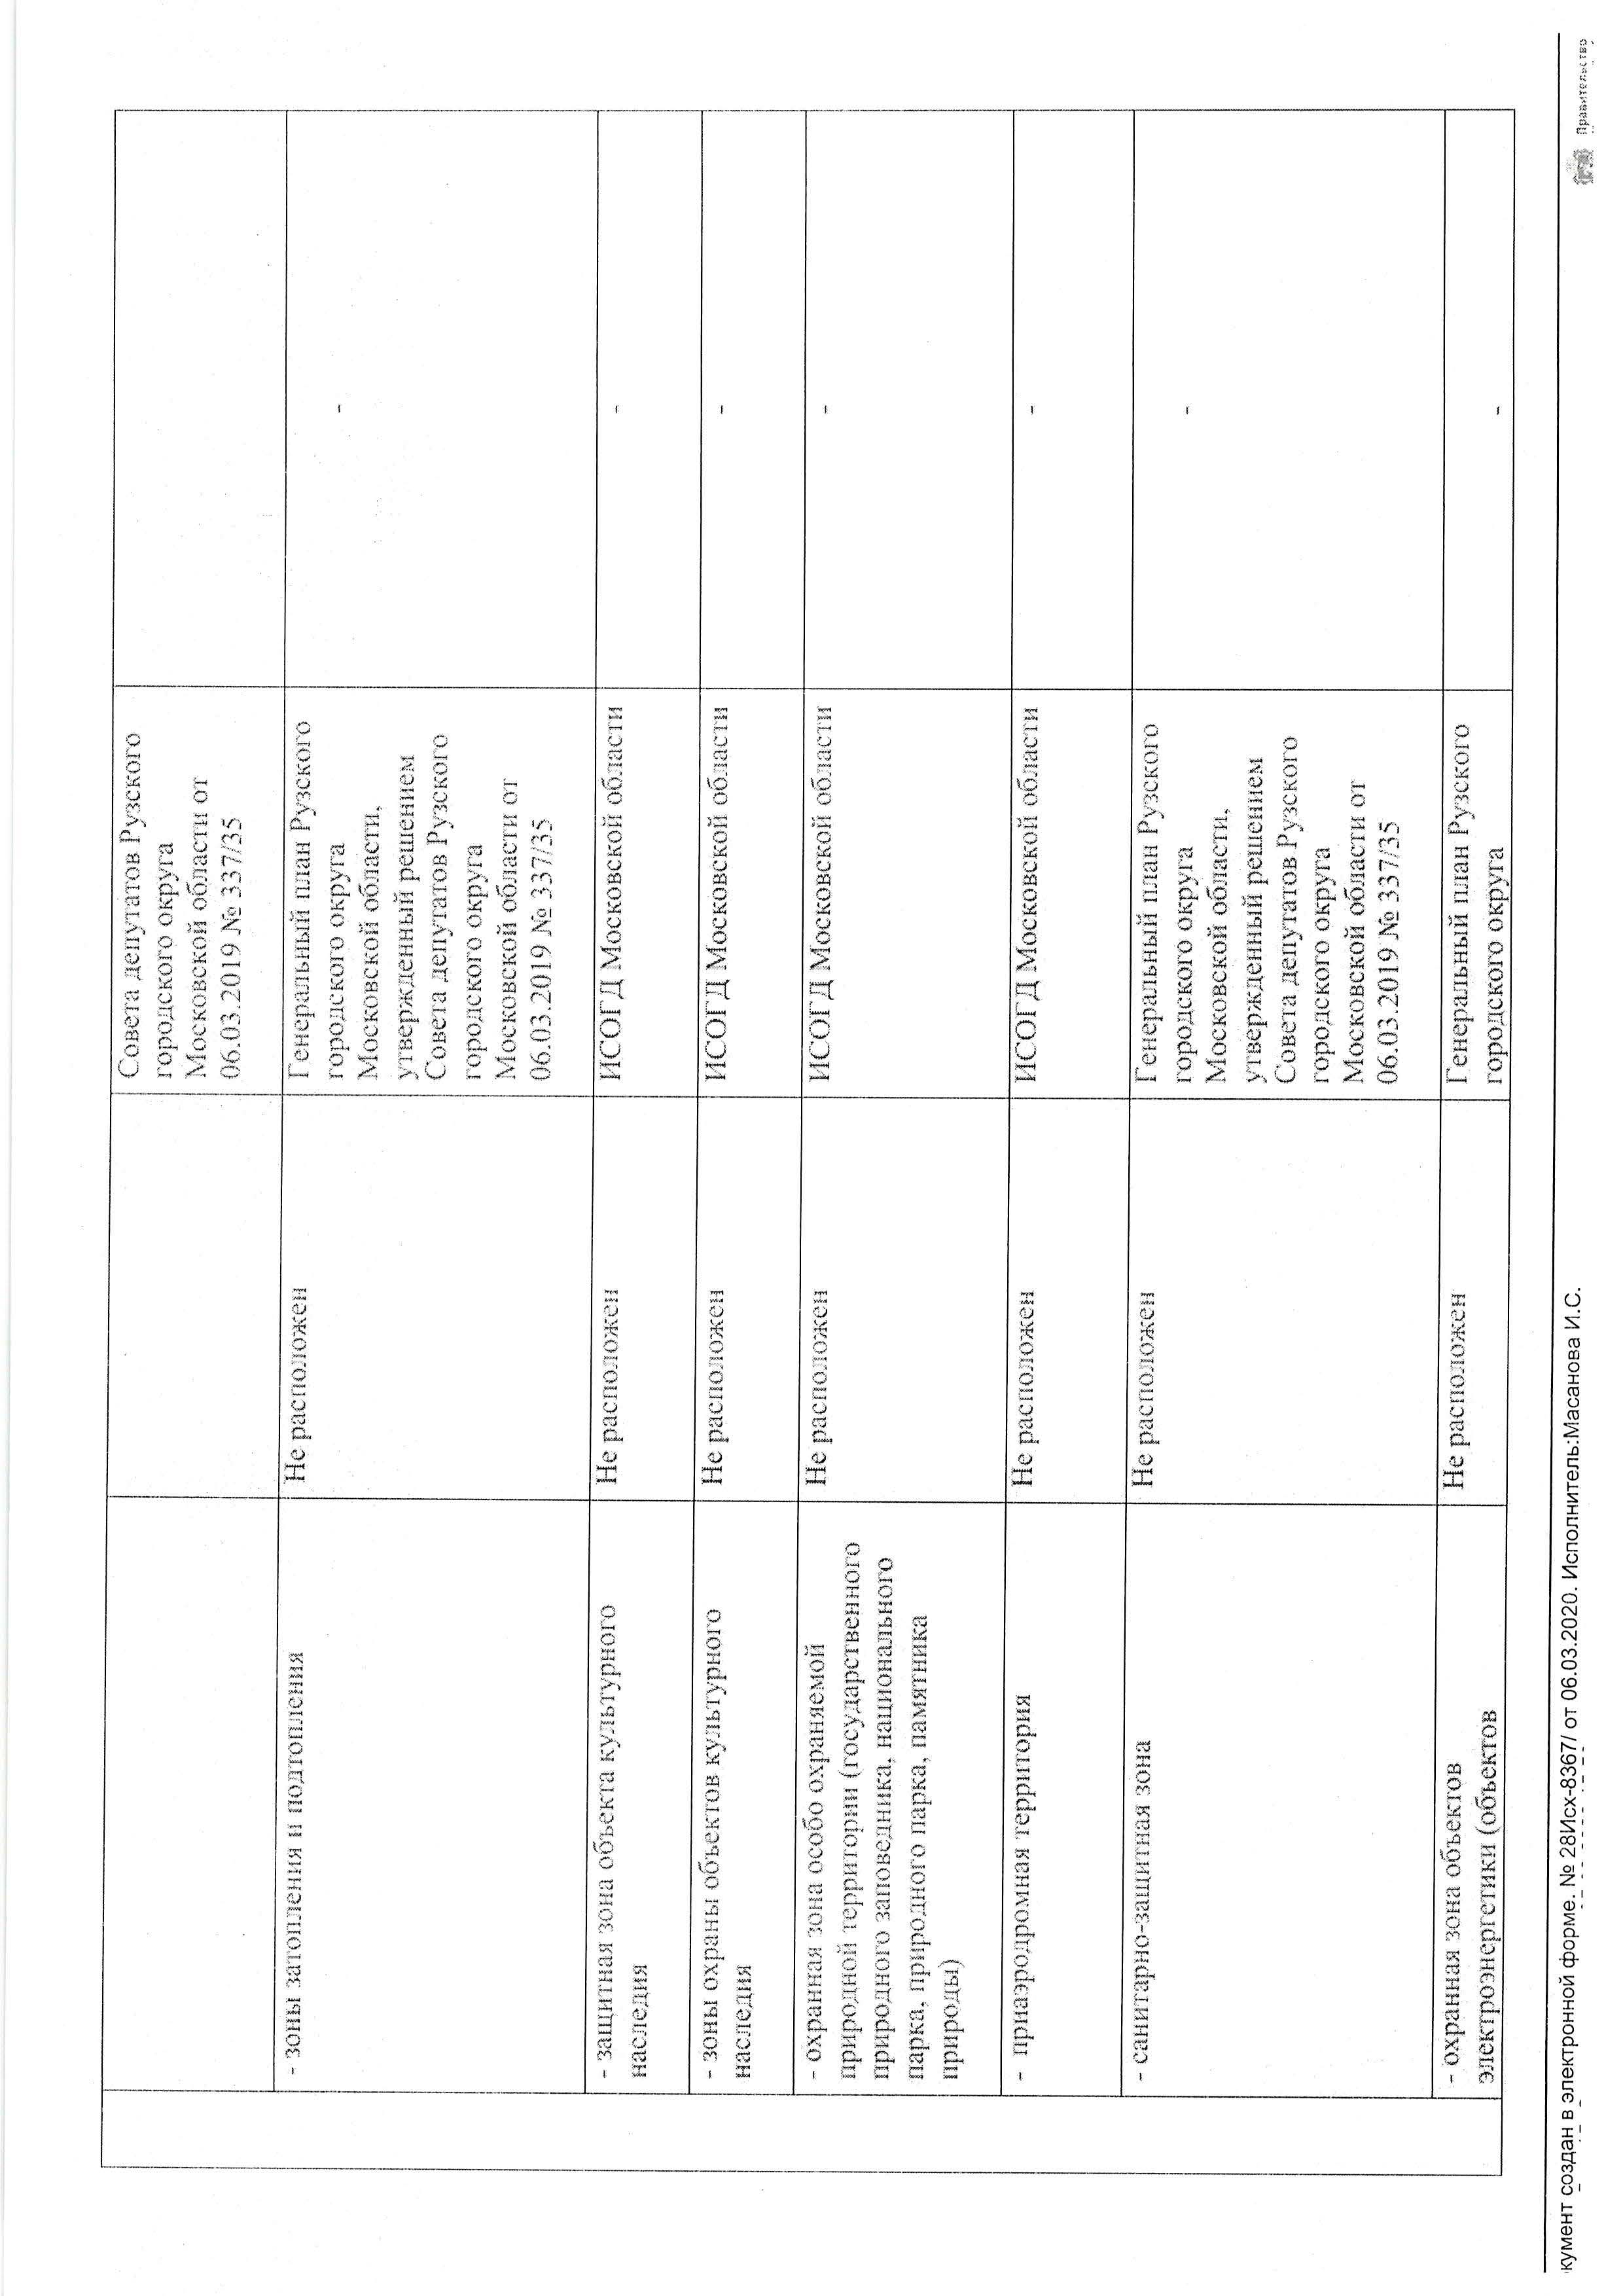 Совета депутатов Рузского
городского округа
Московской области от
06.03.2019 № 337/35
- зоны затопления и подтопления
Не расположен
Генеральный план Рузского
городского округа
Московской области,
утвержденный решением
Совета депутатов Рузского
городского округа
Московской области от
06.03.2019 № 337/35
-
- защитная зона объекта культурного
наследия
Не расположен
ИСОГД Московской области
-
- зоны охраны объектов культурного
наследия
Не расположен
ИСОГД Московской области
-
- охранная зона особо охраняемой
природной территории (государственного
природного заповедника, национального
парка, природного парка, памятника
природы)
Не расположен
ИСОГД Московской области
-
- приаэродромная территория
Не расположен
ИСОГД Московской области
-
- санитарно-защитная зона
Не расположен
Генеральный план Рузского
городского округа
Московской области,
утвержденный решением
Совета депутатов Рузского
городского округа
Московской области от
06.03.2019 № 337/35
-
- охранная зона объектов
электроэнергетики (объектов
Не расположен
Генеральный план Рузского
городского округа
-
кумент создан в электронной форме. № 28Исх-8367/ от 06.03.2020. Исполнитель:Масанова И.С.
Правительство